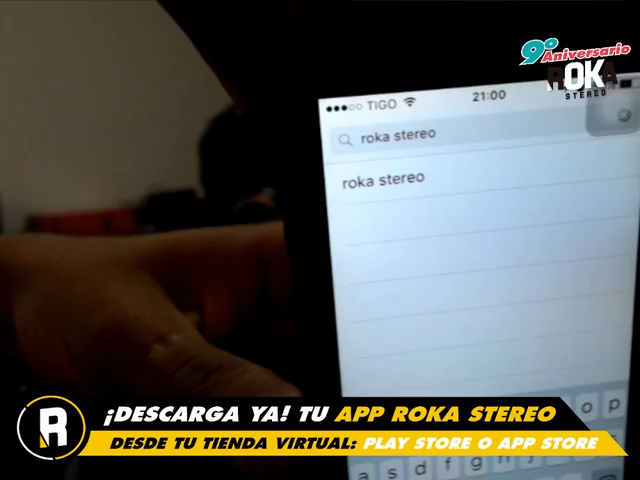 9º Aniversario
ROKA
STEREO
TIGO 21:00
roka stereo
roka stereo
o p
a s d f g h j
R
¡DESCARGA YA! TU APP ROKA STEREO
DESDE TU TIENDA VIRTUAL: PLAY STORE O APP STORE